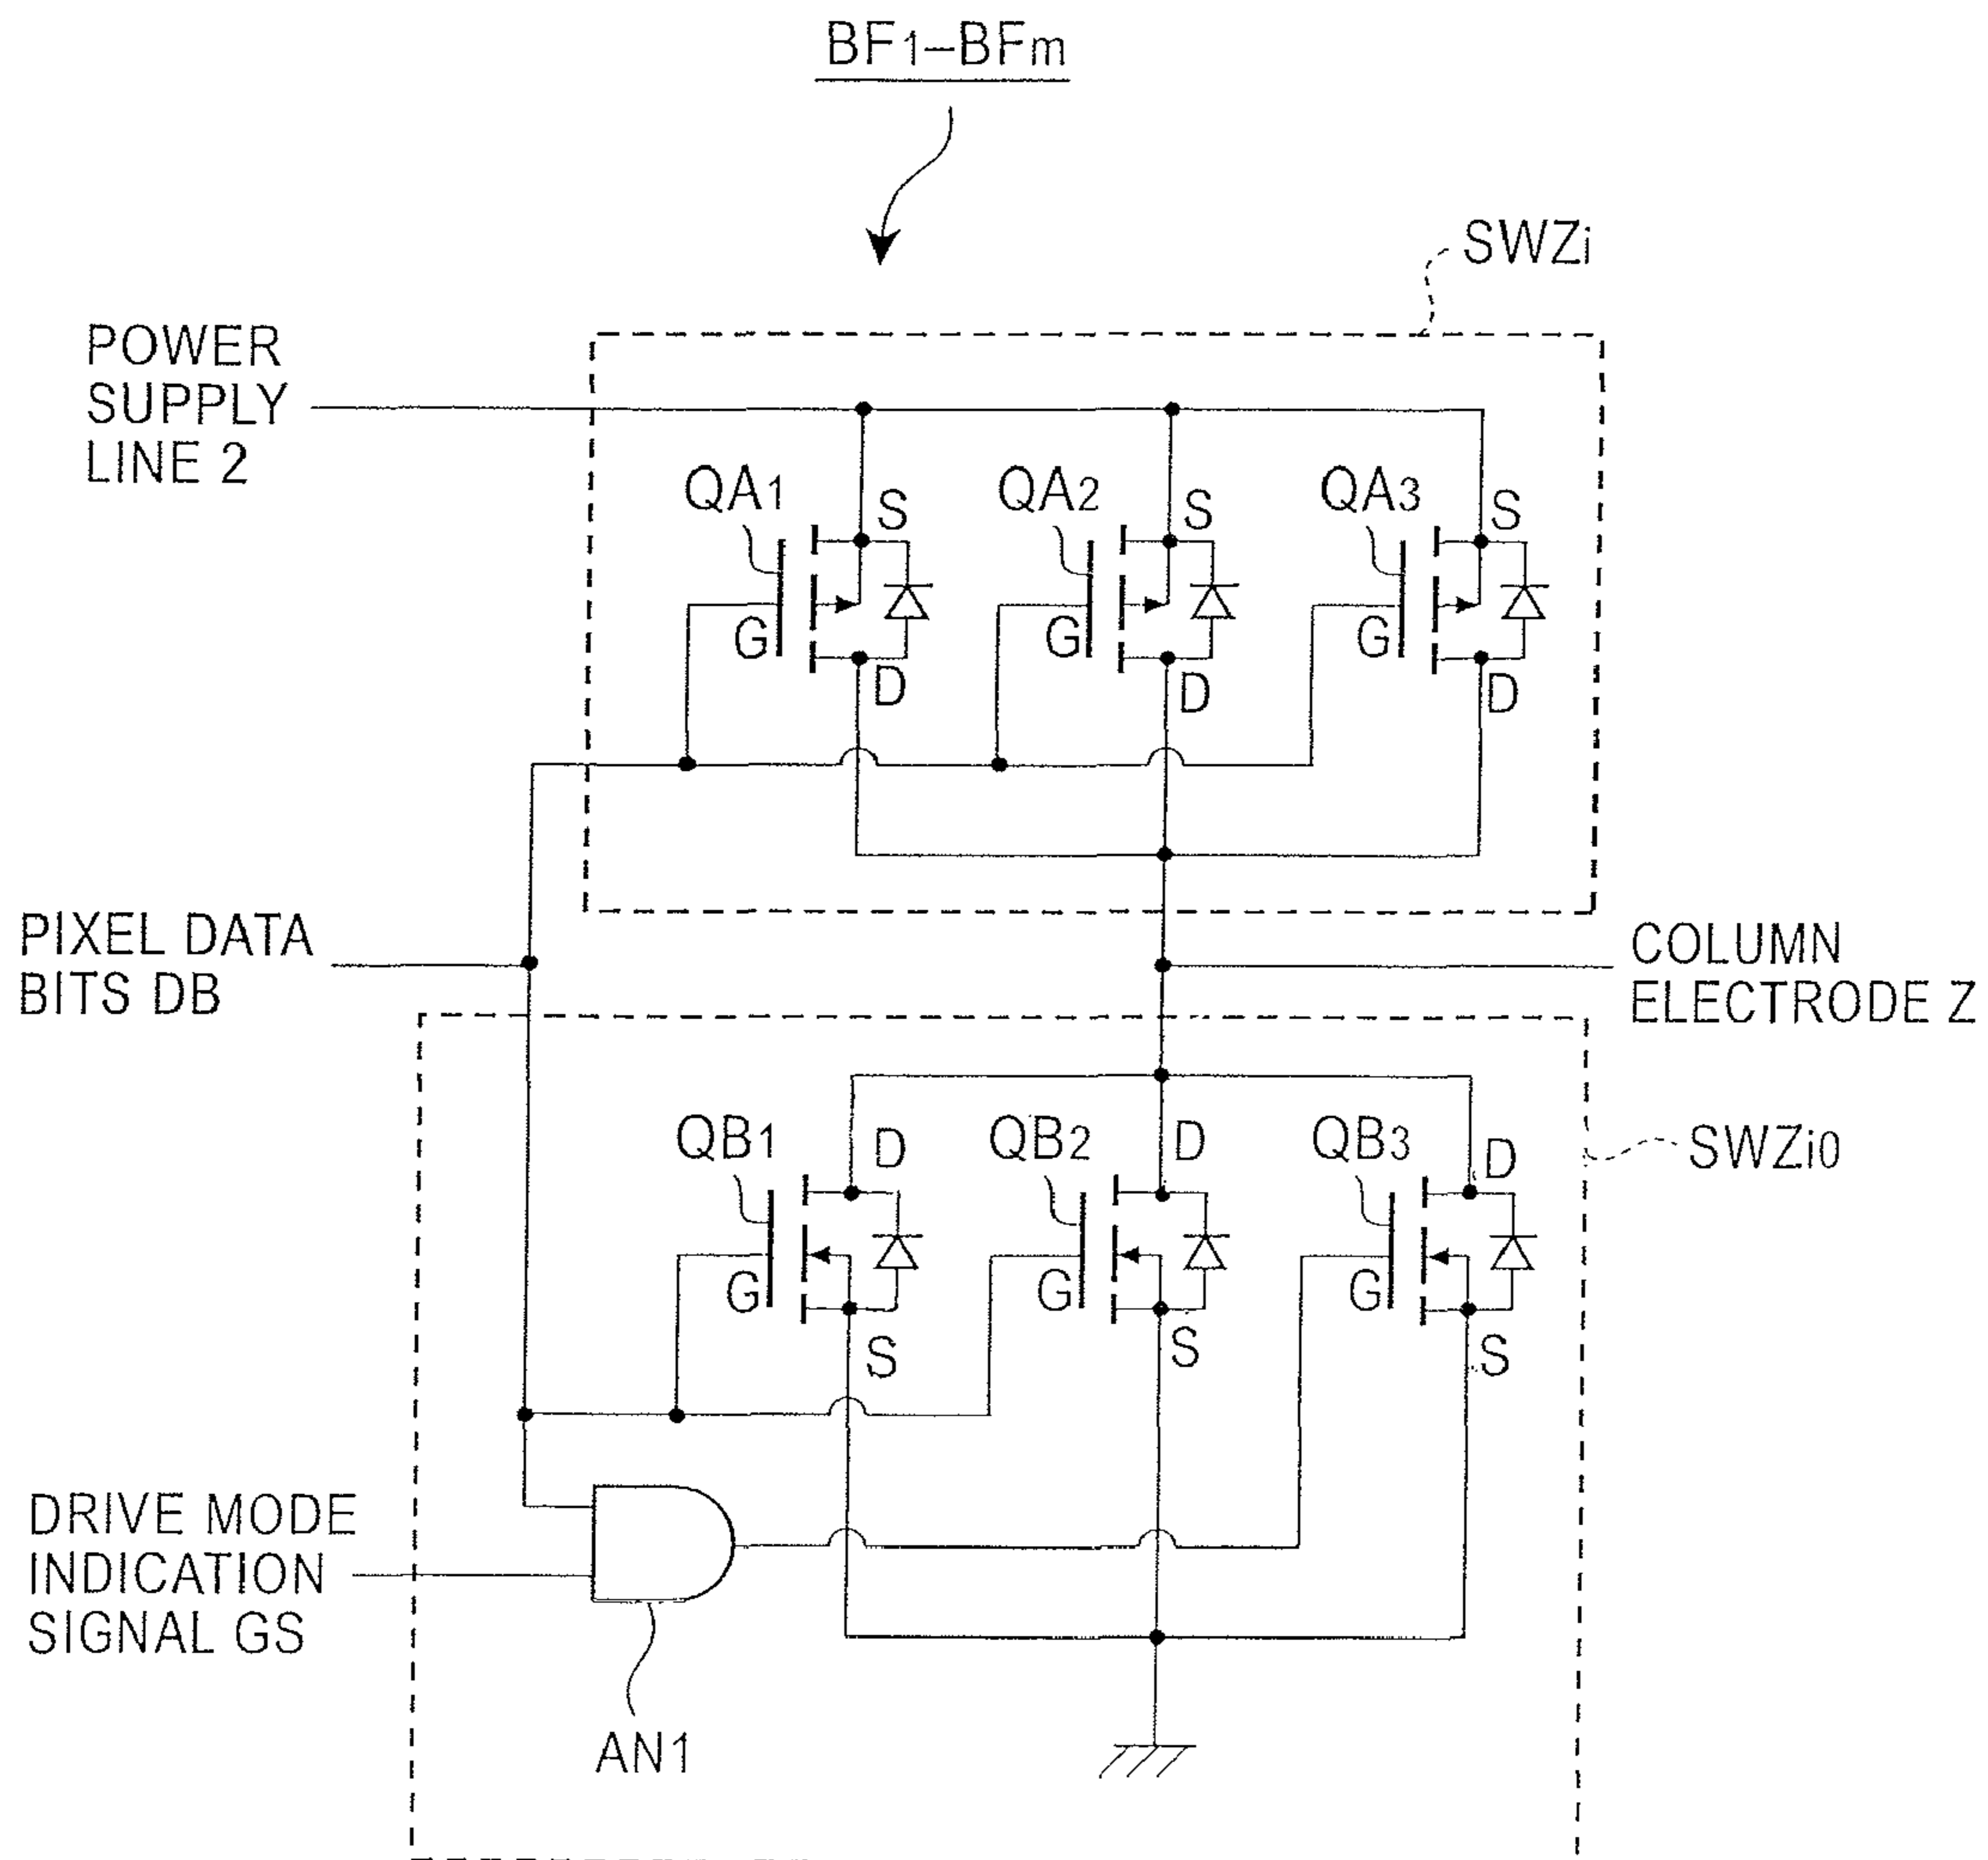 BF1–BFm
SWZi
POWER
SUPPLY
LINE 2
QA1
S
G
D
QA2
S
G
D
QA3
S
G
D
PIXEL DATA
BITS DB
COLUMN
ELECTRODE Z
QB1
D
G
S
QB2
D
G
S
QB3
D
G
S
SWZi0
DRIVE MODE
INDICATION
SIGNAL GS
AN1